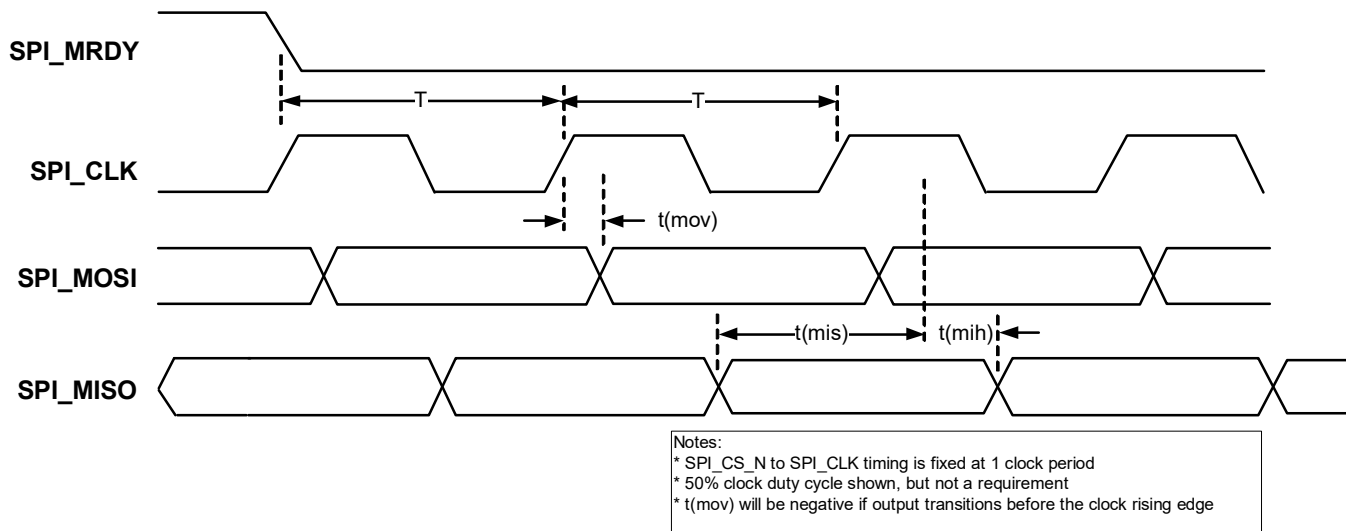 SPI_MRDY
T
T
SPI_CLK
t(mov)
SPI_MOSI
t(mis)
t(mih)
SPI_MISO
Notes:
* SPI_CS_N to SPI_CLK timing is fixed at 1 clock period
* 50% clock duty cycle shown, but not a requirement
* t(mov) will be negative if output transitions before the clock rising edge